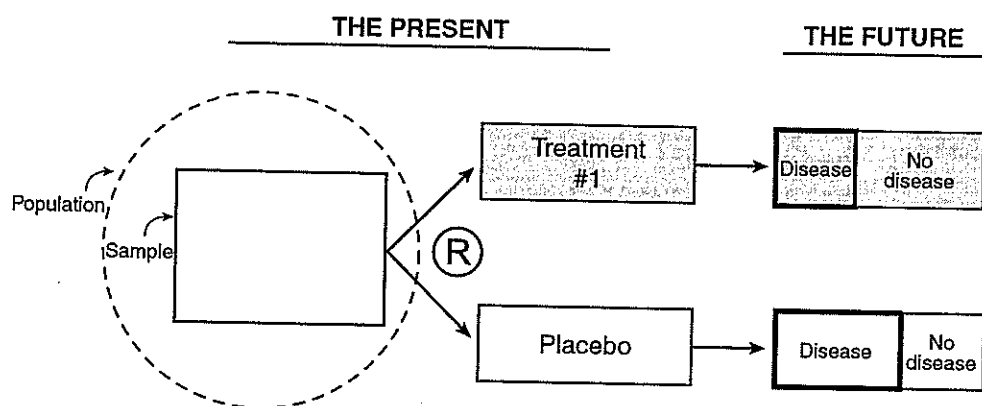 THE PRESENT
THE FUTURE
Population
Sample
R
Treatment
#1
Disease
No
disease
Placebo
Disease
No
disease